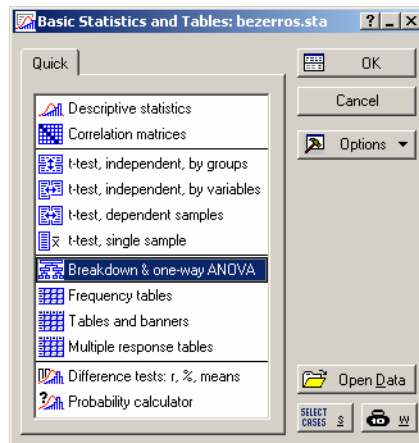 Basic Statistics and Tables: bezerros.sta
Quick
Descriptive statistics
Correlation matrices
t-test, independent, by groups
t-test, independent, by variables
t-test, dependent samples
t-test, single sample
Breakdown & one-way ANOVA
Frequency tables
Tables and banners
Multiple response tables
Difference tests: r, %, means
Probability calculator
OK
Cancel
Options
Open Data
SELECT
CASES
S
W